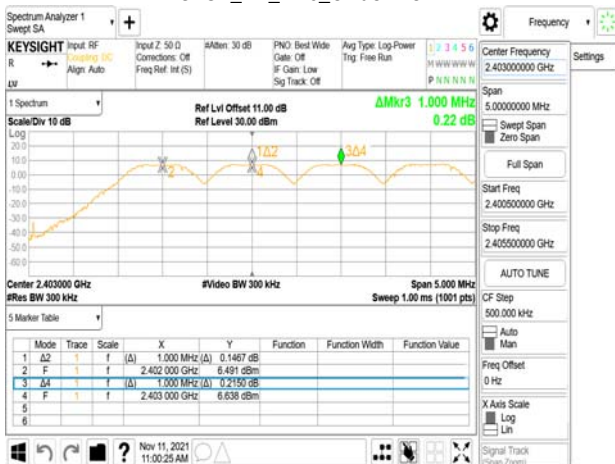 Spectrum Analyzer 1
Swept SA
Frequency
KEYSIGHT
R
Input: RF
Coupling: DC
Align: Auto
Input Z: 50 Ω
Corrections: Off
Freq Ref: Int (S)
#Atten: 30 dB
PNO: Best Wide
Gate: Off
IF Gain: Low
Sig Track: Off
Avg Type: Log-Power
Trig: Free Run
1 2 3 4 5 6
M W W W W W
P N N N N N
1 Spectrum
Scale/Div 10 dB
Log
Ref Lvl Offset 11.00 dB
Ref Level 30.00 dBm
ΔMkr3 1.000 MHz
0.22 dB
20.0
10.0
0.00
-10.0
-20.0
-30.0
-40.0
-50.0
-60.0
2
1Δ2
4
3Δ4
Center 2.403000 GHz
#Res BW 300 kHz
#Video BW 300 kHz
Span 5.000 MHz
Sweep 1.00 ms (1001 pts)
5 Marker Table
Mode Trace Scale X Y Function Function Width Function Value
1 Δ2 1 f (Δ) 1.000 MHz (Δ) 0.1467 dB
2 F 1 f 2.402 000 GHz 6.491 dBm
3 Δ4 1 f (Δ) 1.000 MHz (Δ) 0.2150 dB
4 F 1 f 2.403 000 GHz 6.638 dBm
5
6
Nov 11, 2021
11:00:25 AM
Center Frequency
2.403000000 GHz
Settings
Span
5.00000000 MHz
Swept Span
Zero Span
Full Span
Start Freq
2.400500000 GHz
Stop Freq
2.405500000 GHz
AUTO TUNE
CF Step
500.000 kHz
Auto
Man
Freq Offset
0 Hz
X Axis Scale
Log
Lin
Signal Track